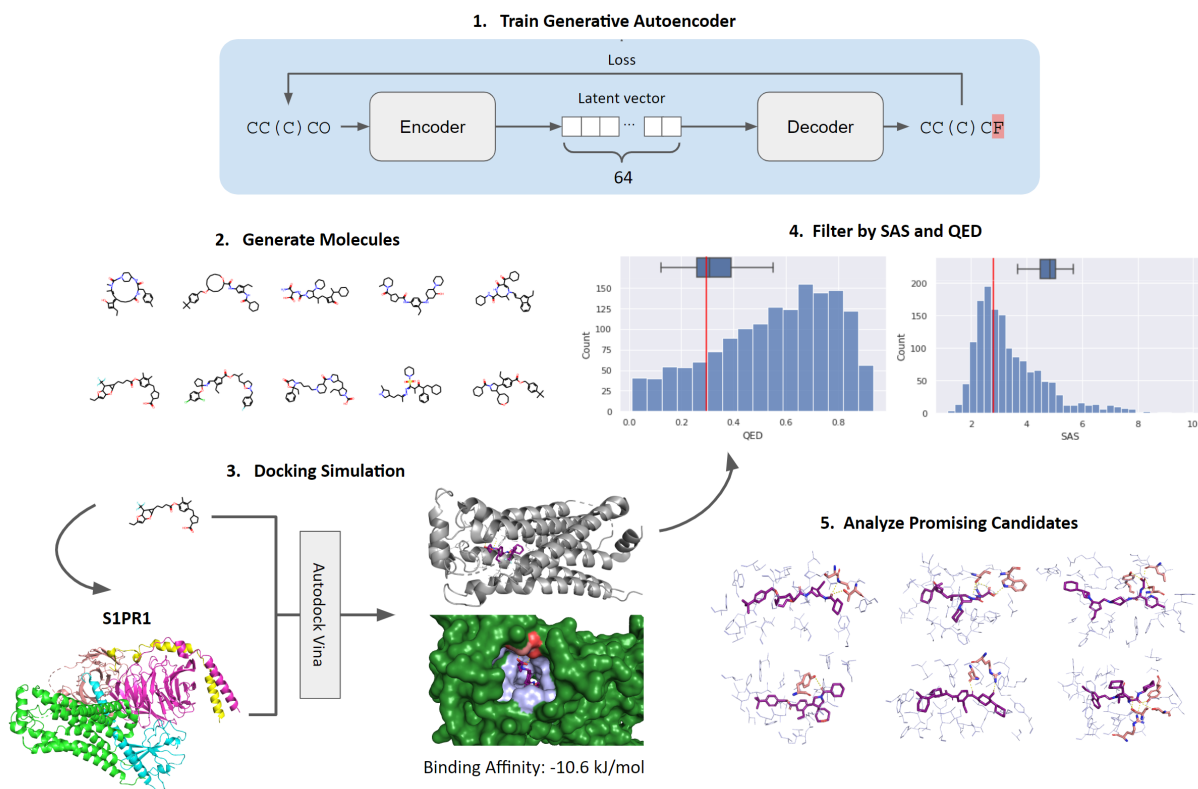 1. Train Generative Autoencoder
Loss
Latent vector
CC(C)CO
Encoder
...
Decoder
CC(C)CF
64
2. Generate Molecules
4. Filter by SAS and QED
Count
150
125
100
75
50
25
0
0.0 0.2 0.4 0.6 0.8
QED
Count
200
150
100
50
0
2 4 6 8 10
SAS
3. Docking Simulation
S1PR1
Autodock Vina
Binding Affinity: -10.6 kJ/mol
5. Analyze Promising Candidates